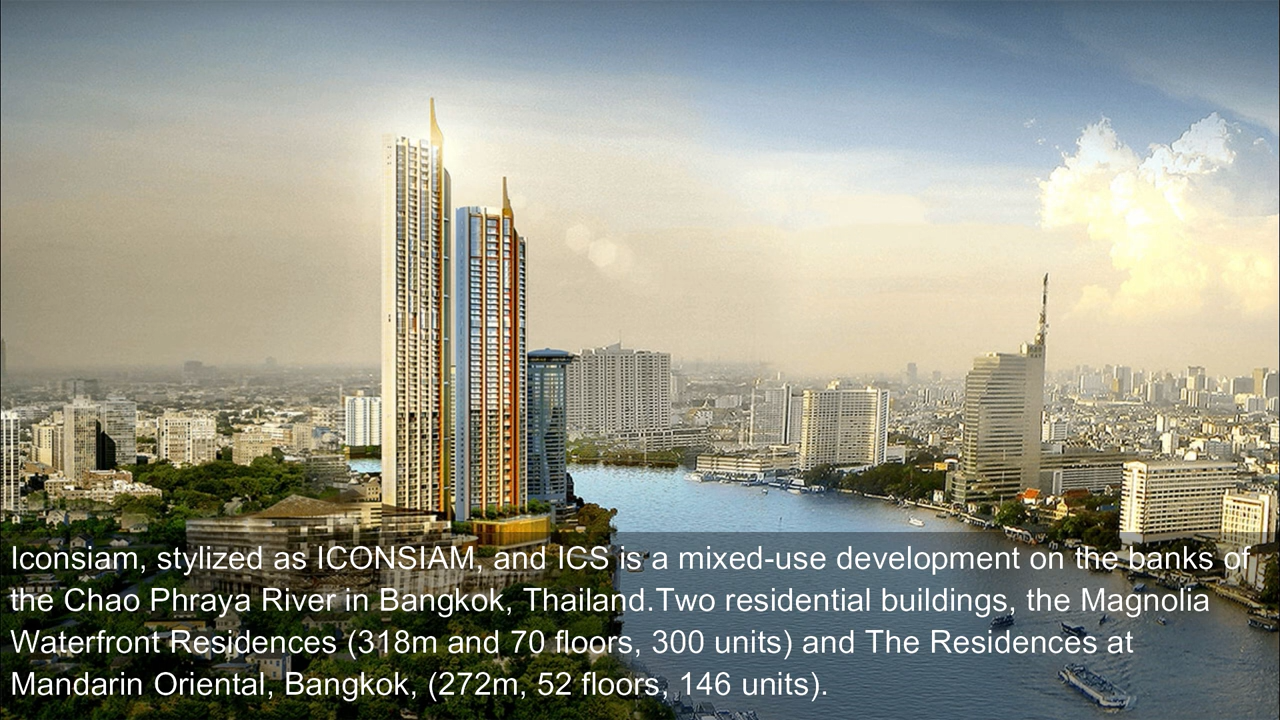 Iconsiam, stylized as ICONSIAM, and ICS is a mixed-use development on the banks of
the Chao Phraya River in Bangkok, Thailand.Two residential buildings, the Magnolia
Waterfront Residences (318m and 70 floors, 300 units) and The Residences at
Mandarin Oriental, Bangkok, (272m, 52 floors, 146 units).